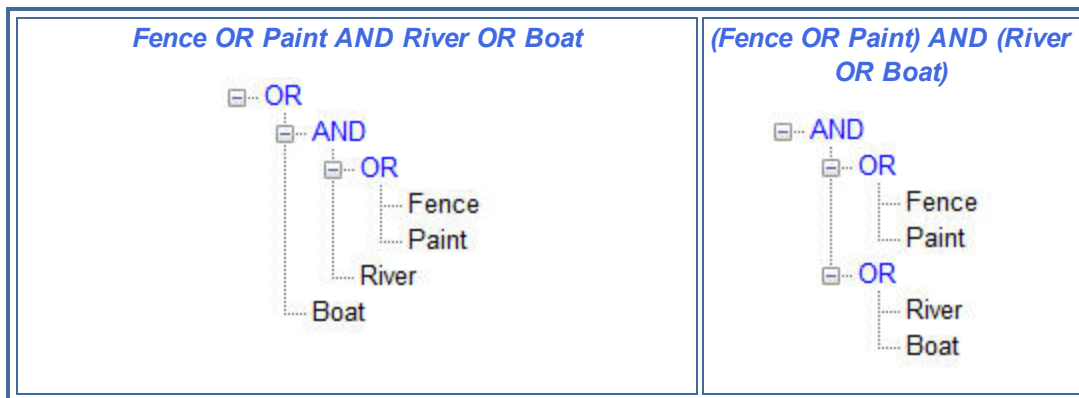 Fence OR Paint AND River OR Boat
OR
AND
OR
Fence
Paint
River
Boat
(Fence OR Paint) AND (River
OR Boat)
AND
OR
Fence
Paint
OR
River
Boat